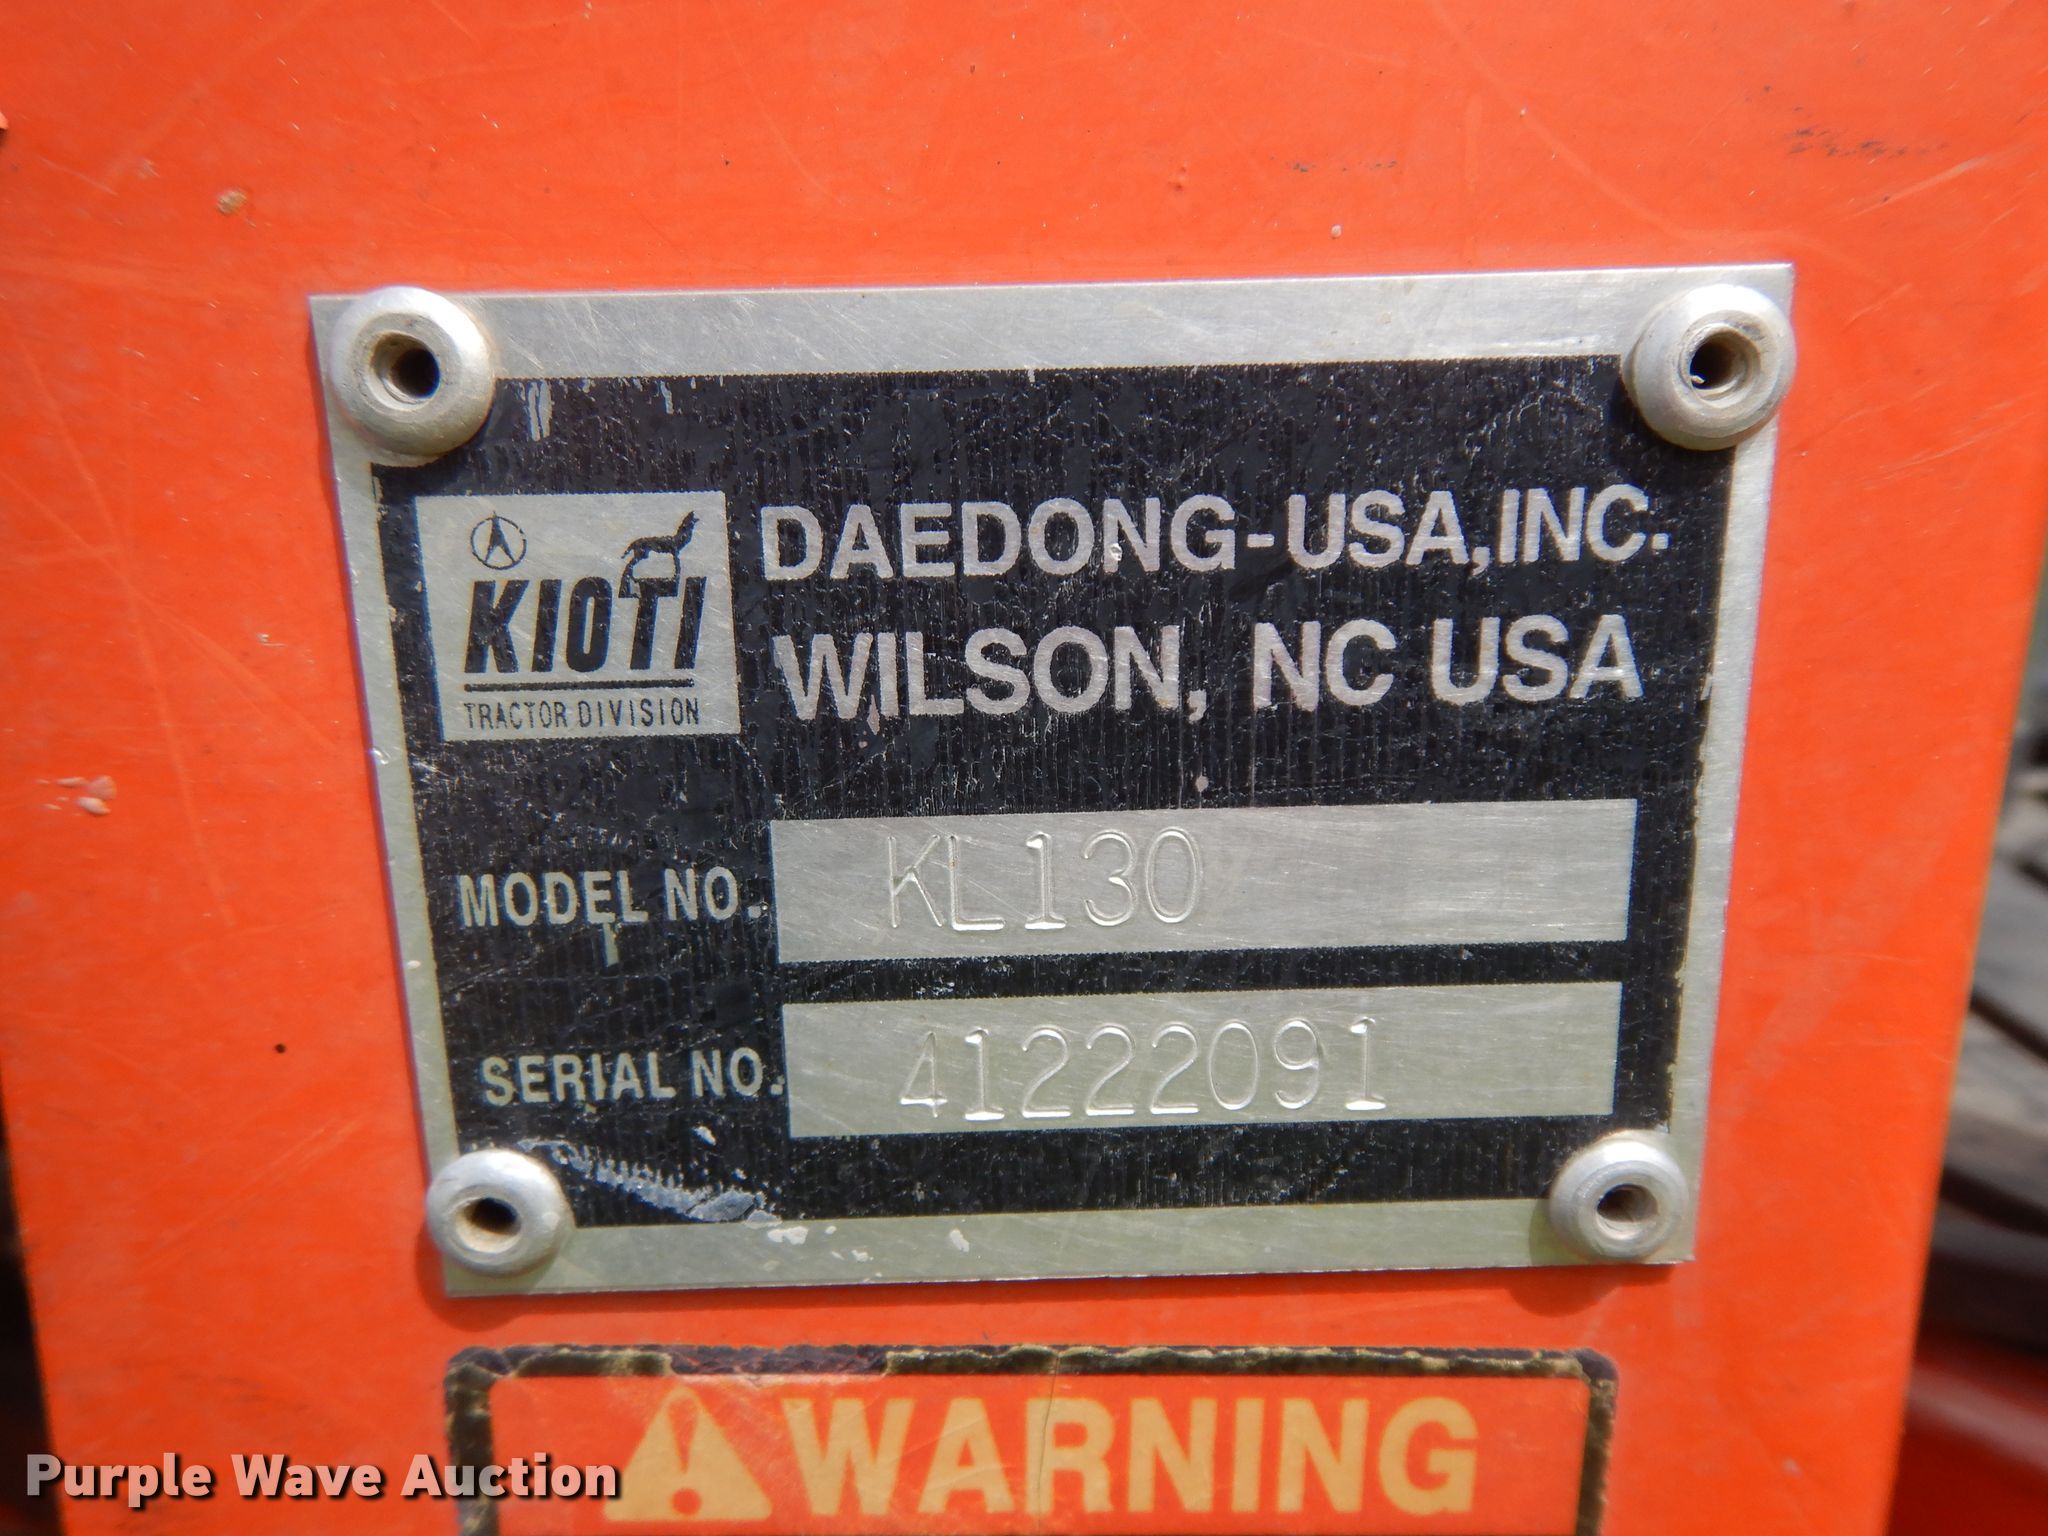 KIOTI
TRACTOR DIVISION
DAEDONG-USA,INC.
WILSON, NC USA
MODEL NO. KL130
SERIAL NO. 41222091
WARNING
Purple Wave Auction